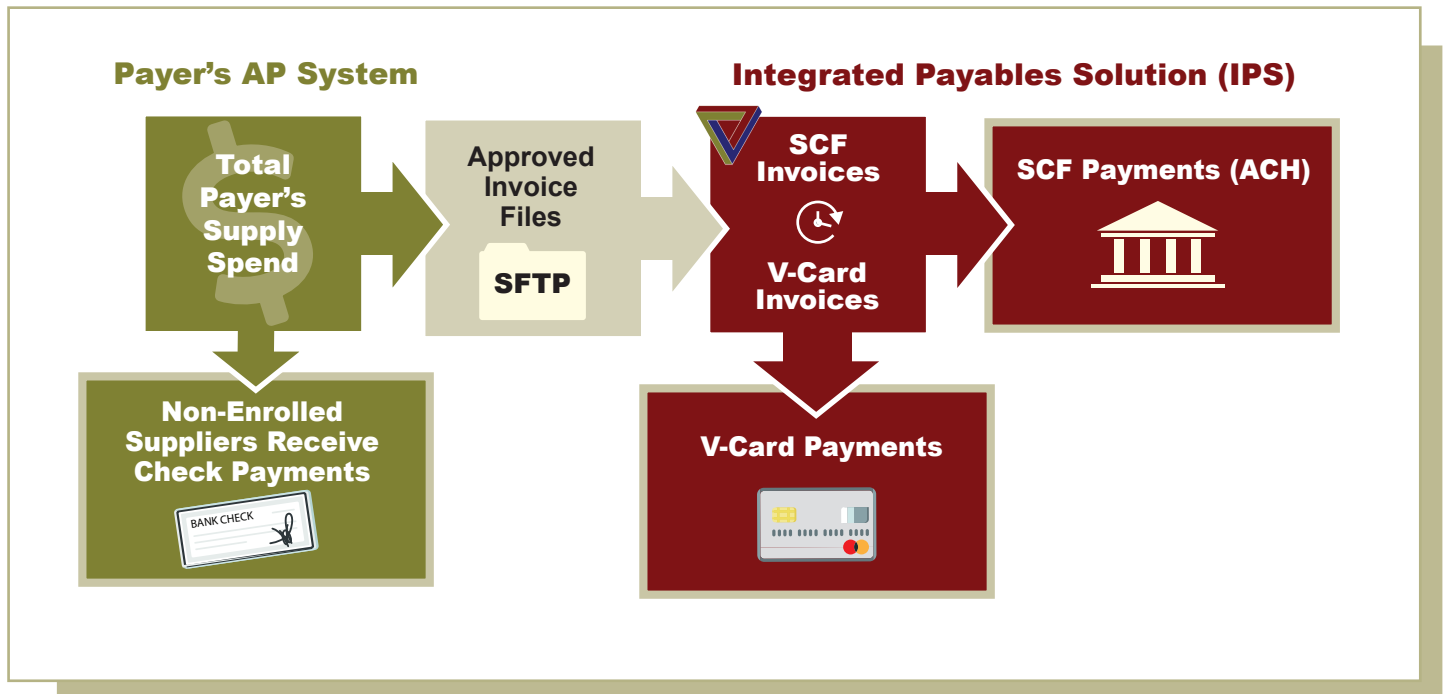 Payer’s AP System
Integrated Payables Solution (IPS)
Total
Payer’s
Supply
Spend
Approved
Invoice
Files
SFTP
SCF
Invoices
V-Card
Invoices
SCF Payments (ACH)
Non-Enrolled
Suppliers Receive
Check Payments
BANK CHECK
V-Card Payments